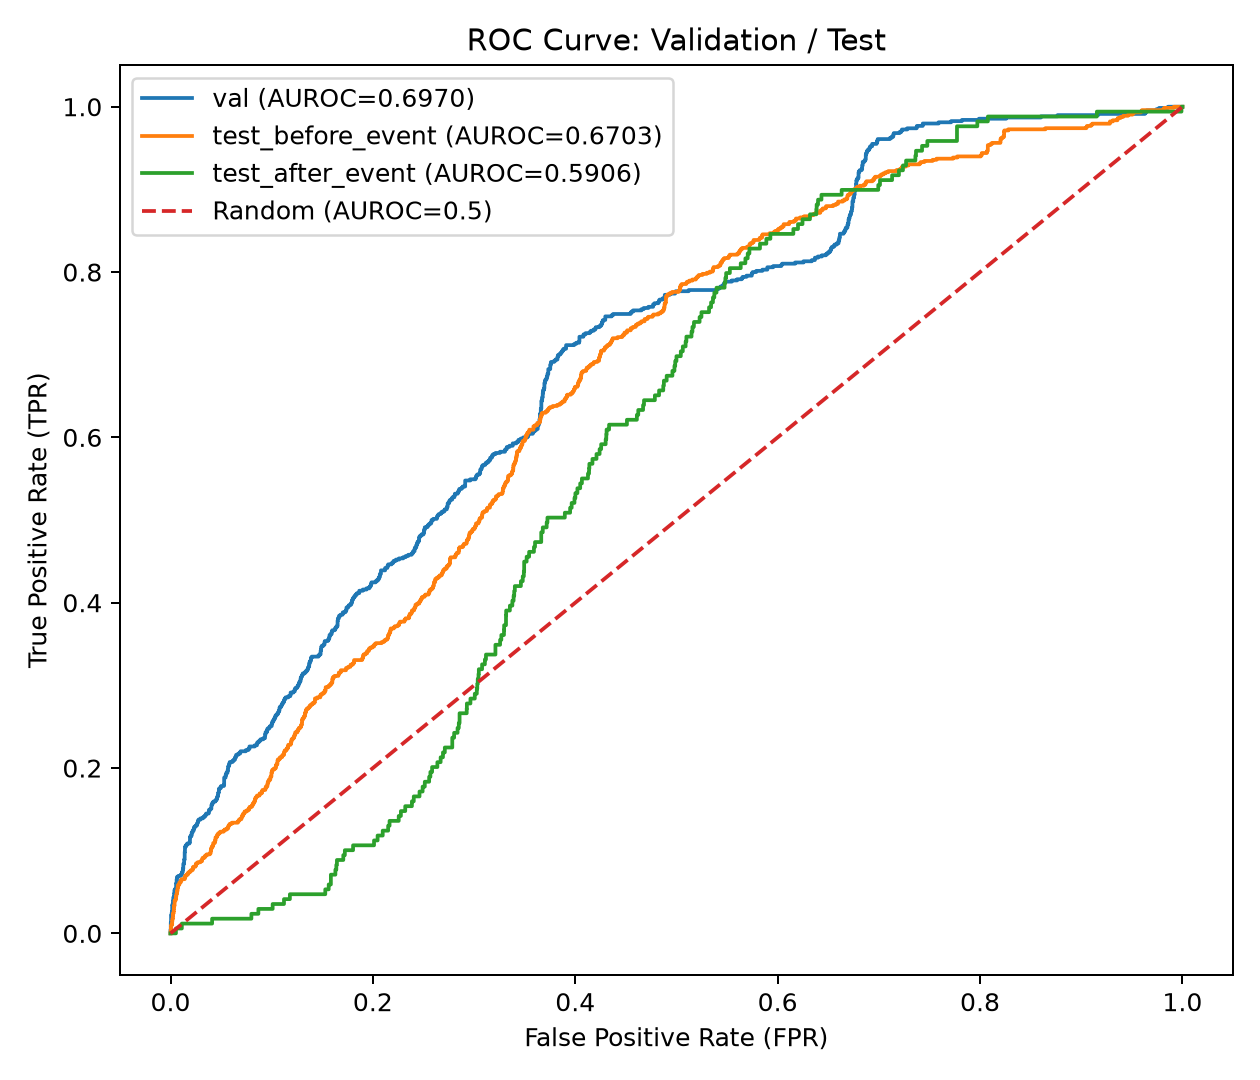 ROC Curve: Validation / Test
val (AUROC=0.6970)
test_before_event (AUROC=0.6703)
test_after_event (AUROC=0.5906)
Random (AUROC=0.5)
True Positive Rate (TPR)
1.0
0.8
0.6
0.4
0.2
0.0
0.0 0.2 0.4 0.6 0.8 1.0
False Positive Rate (FPR)